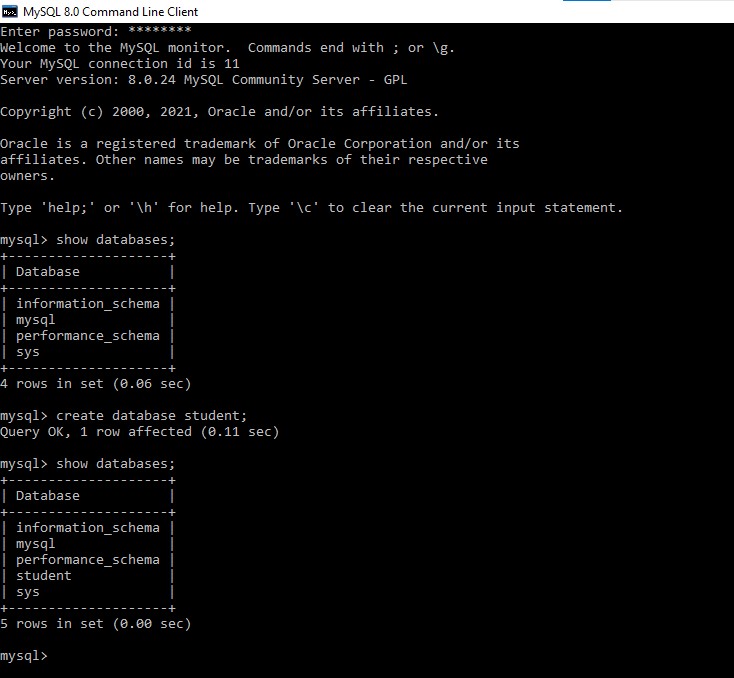 MySQL 8.0 Command Line Client
Enter password: ********
Welcome to the MySQL monitor.  Commands end with ; or \g.
Your MySQL connection id is 11
Server version: 8.0.24 MySQL Community Server - GPL
Copyright (c) 2000, 2021, Oracle and/or its affiliates.
Oracle is a registered trademark of Oracle Corporation and/or its
affiliates. Other names may be trademarks of their respective
owners.
Type 'help;' or '\h' for help. Type '\c' to clear the current input statement.
mysql> show databases;
+--------------------+
| Database           |
+--------------------+
| information_schema |
| mysql              |
| performance_schema |
| sys                |
+--------------------+
4 rows in set (0.06 sec)
mysql> create database student;
Query OK, 1 row affected (0.11 sec)
mysql> show databases;
+--------------------+
| Database           |
+--------------------+
| information_schema |
| mysql              |
| performance_schema |
| student            |
| sys                |
+--------------------+
5 rows in set (0.00 sec)
mysql>